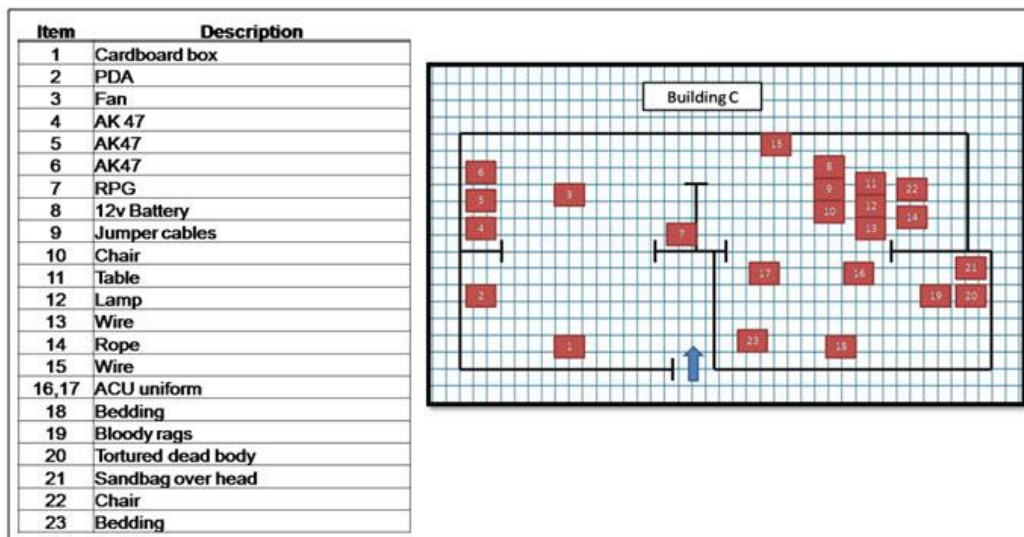 Item Description
1 Cardboard box
2 PDA
3 Fan
4 AK 47
5 AK47
6 AK47
7 RPG
8 12v Battery
9 Jumper cables
10 Chair
11 Table
12 Lamp
13 Wire
14 Rope
15 Wire
16,17 ACU uniform
18 Bedding
19 Bloody rags
20 Tortured dead body
21 Sandbag over head
22 Chair
23 Bedding
Building C
15
8
6
11
3 9 22
5
12
10 14
4 13
7
21
17 16
2 19 20
23
1 18